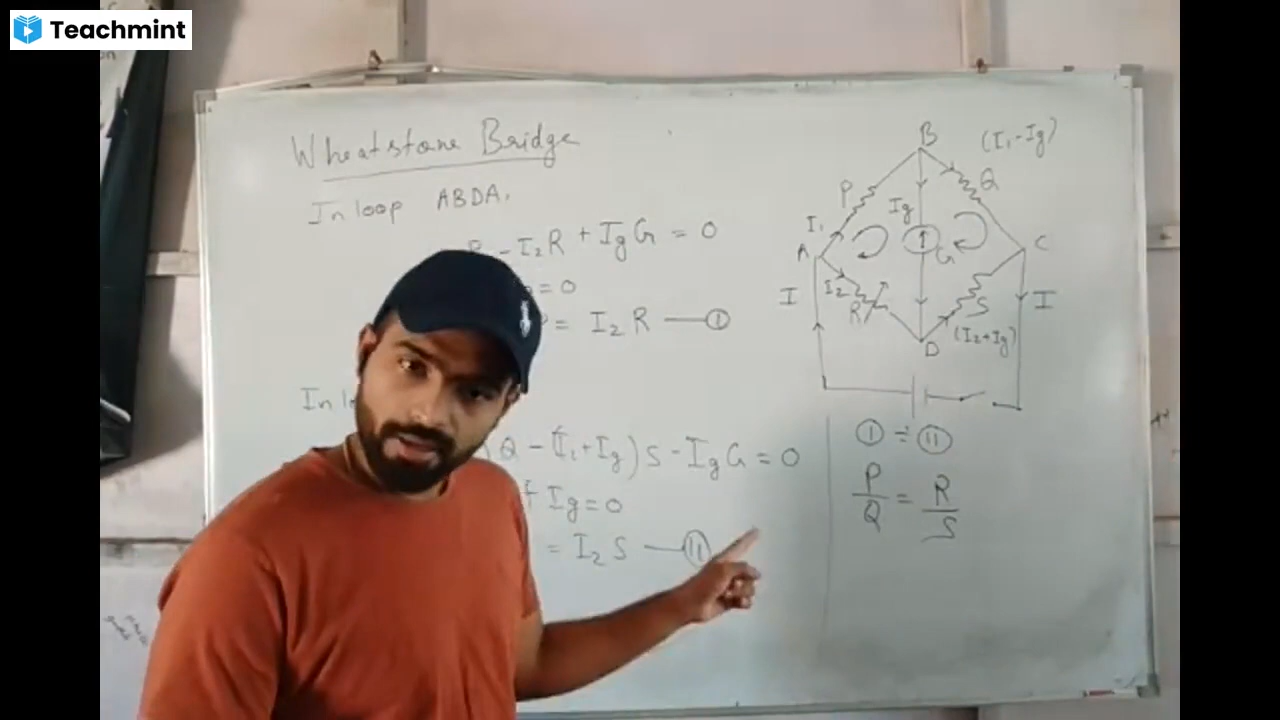 Teachmint
Wheatstone Bridge
In loop ABDA,
- I₂R + IgG = 0
= 0
= I₂R — (I)
In
Q - (I₁+Ig) S - IgG = 0
Ig = 0
= I₂ S — (II)
B
(I₁-Ig)
P
Q
Ig
I₁
A
G
C
I
I₂
R
S
I
D
(I₂+Ig)
(I) ÷ (II)
P/Q = R/S